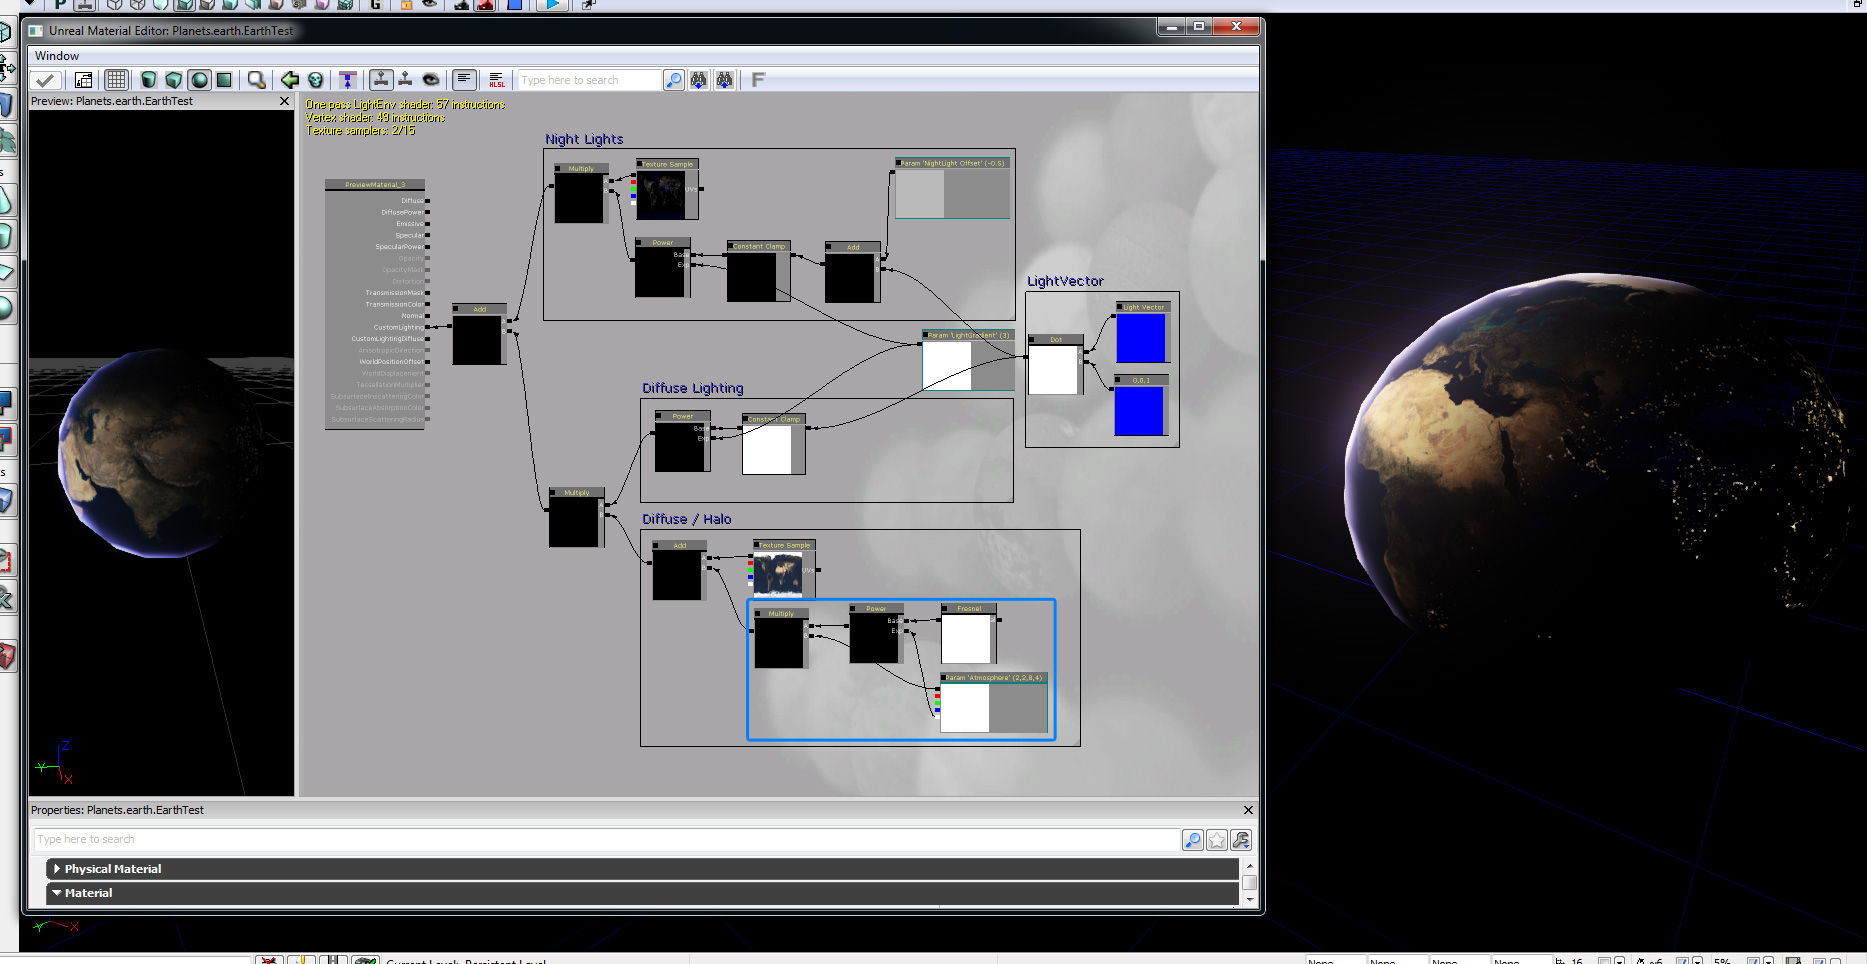 P
G
Unreal Material Editor: Planets.earth.EarthTest
Window
HLSL
Type here to search
F
Preview: Planets.earth.EarthTest
One pass LightEnv shader: 57 instructions
Vertex shader: 43 instructions
Texture samplers: 2/15
PreviewMaterial_3
Diffuse
DiffusePower
Emissive
Specular
SpecularPower
Opacity
OpacityMask
Distortion
TransmissionMask
TransmissionColor
Normal
CustomLighting
CustomLightingDiffuse
AnisotropicDirection
WorldPositionOffset
WorldDisplacement
TessellationMultiplier
SubsurfaceInscatteringColor
SubsurfaceAbsorptionColor
SubsurfaceScatteringRadius
Add
Night Lights
Multiply
Texture Sample
UVs
Param 'NightLight Offset' (-0.5)
Power
Base
Exp
Constant Clamp
Add
LightVector
Light Vector
Dot
0,0,1
Param 'LightGradient' (3)
Diffuse Lighting
Power
Base
Exp
Constant Clamp
Multiply
Diffuse / Halo
Add
Texture Sample
UVs
Multiply
Power
Base
Exp
Fresnel
Param 'Atmosphere' (2,2,8,4)
Z
Y
X
Properties: Planets.earth.EarthTest
Type here to search
Physical Material
Material
Y
X
Current Level: Persistent Level
None
None
None
None
16
5%